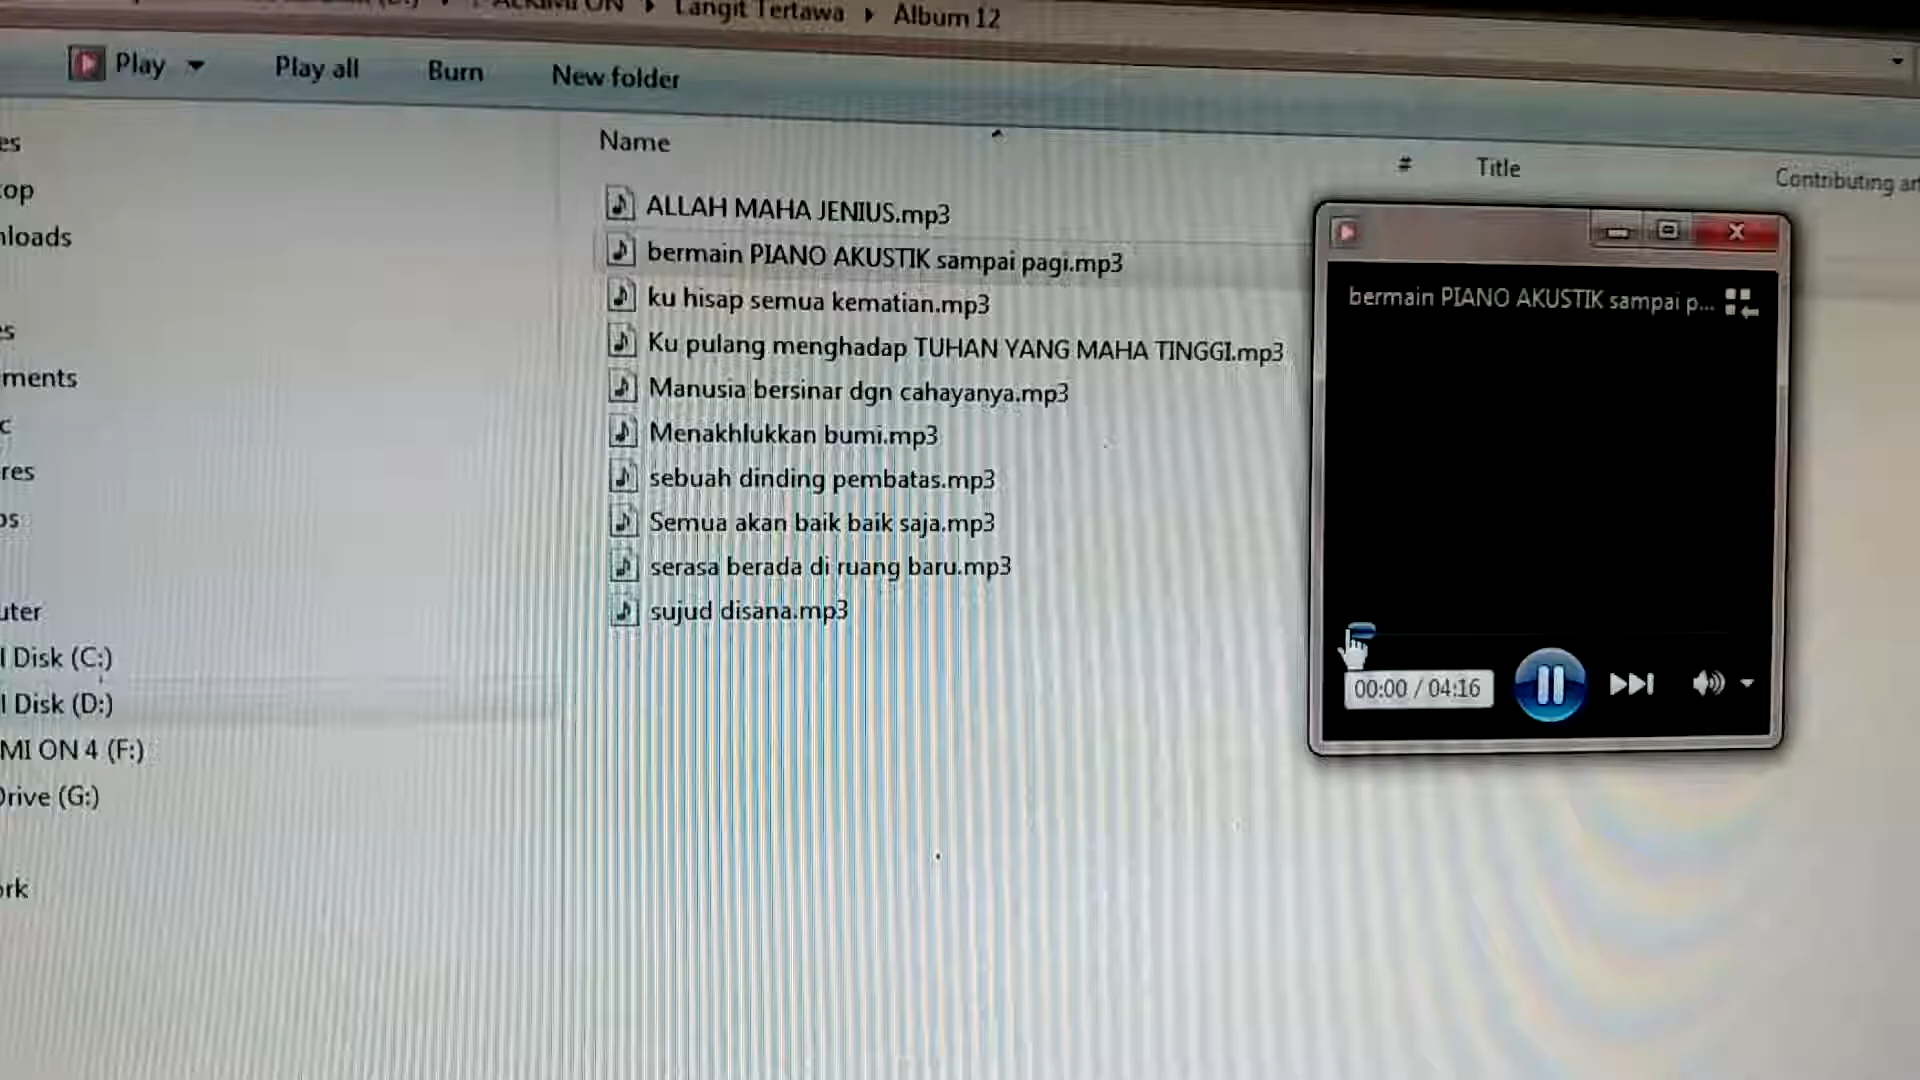 Langit Tertawa ▸ Album 12
Play Play all Burn New folder
Name # Title Contributing
ALLAH MAHA JENIUS.mp3
bermain PIANO AKUSTIK sampai pagi.mp3
ku hisap semua kematian.mp3
Ku pulang menghadap TUHAN YANG MAHA TINGGI.mp3
Manusia bersinar dgn cahayanya.mp3
Menakhlukkan bumi.mp3
sebuah dinding pembatas.mp3
Semua akan baik baik saja.mp3
serasa berada di ruang baru.mp3
sujud disana.mp3
es
op
nloads
es
ments
c
res
os
uter
l Disk (C:)
l Disk (D:)
MI ON 4 (F:)
Drive (G:)
ork
bermain PIANO AKUSTIK sampai p...
00:00 / 04:16